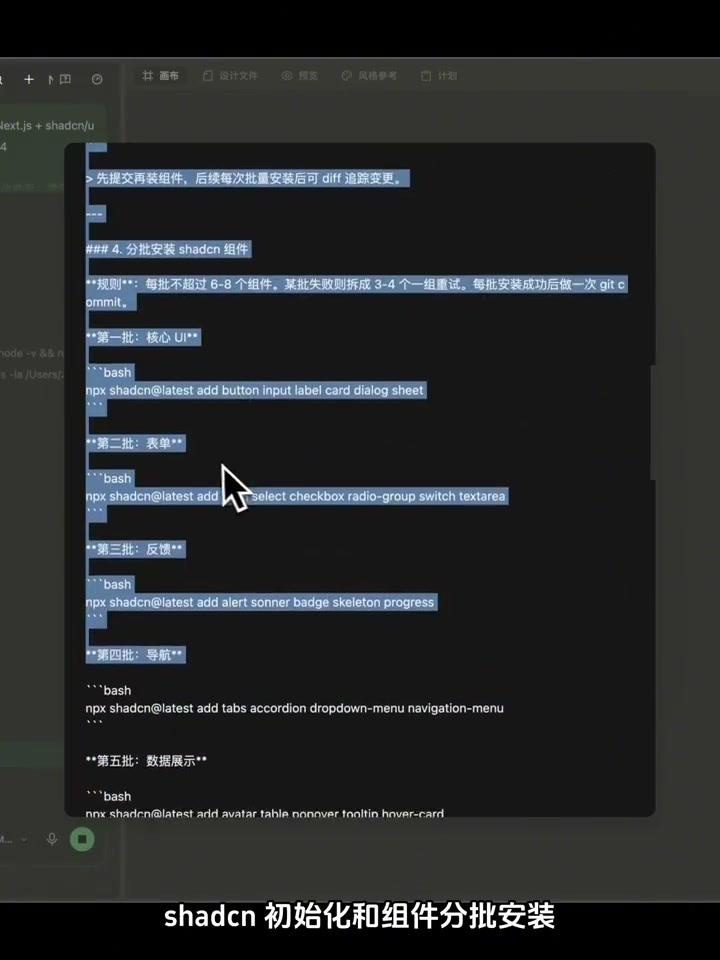 画布
设计文件
预览
风格参考
计划
Next.js + shadcn/u
4
> 先提交再装组件，后续每次批量安装后可 diff 追踪变更。
---
### 4. 分批安装 shadcn 组件
**规则**：每批不超过 6-8 个组件。某批失败则拆成 3-4 个一组重试。每批安装成功后做一次 git c
ommit。
**第一批：核心 UI**
```bash
npx shadcn@latest add button input label card dialog sheet
```
**第二批：表单**
```bash
npx shadcn@latest add select checkbox radio-group switch textarea
```
**第三批：反馈**
```bash
npx shadcn@latest add alert sonner badge skeleton progress
```
**第四批：导航**
```bash
npx shadcn@latest add tabs accordion dropdown-menu navigation-menu
```
**第五批：数据展示**
```bash
npx shadcn@latest add avatar table popover tooltip hover-card
node -v && n
s -la /Users/
M...
shadcn 初始化和组件分批安装